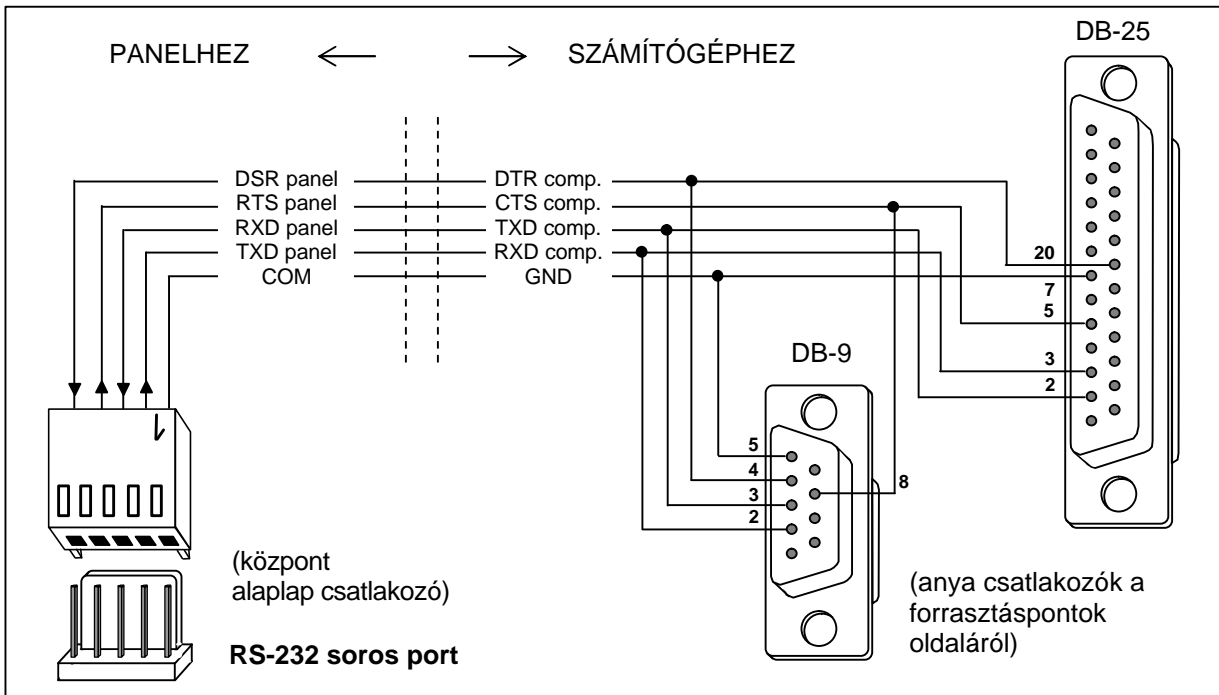 PANELHEZ
SZÁMÍTÓGÉPHEZ
DB-25
DSR panel
DTR comp.
RTS panel
CTS comp.
RXD panel
TXD comp.
TXD panel
RXD comp.
COM
GND
20
7
5
3
2
DB-9
5
4
3
2
8
(központ
alaplap csatlakozó)
RS-232 soros port
(anya csatlakozók a
forrasztáspontok
oldaláról)